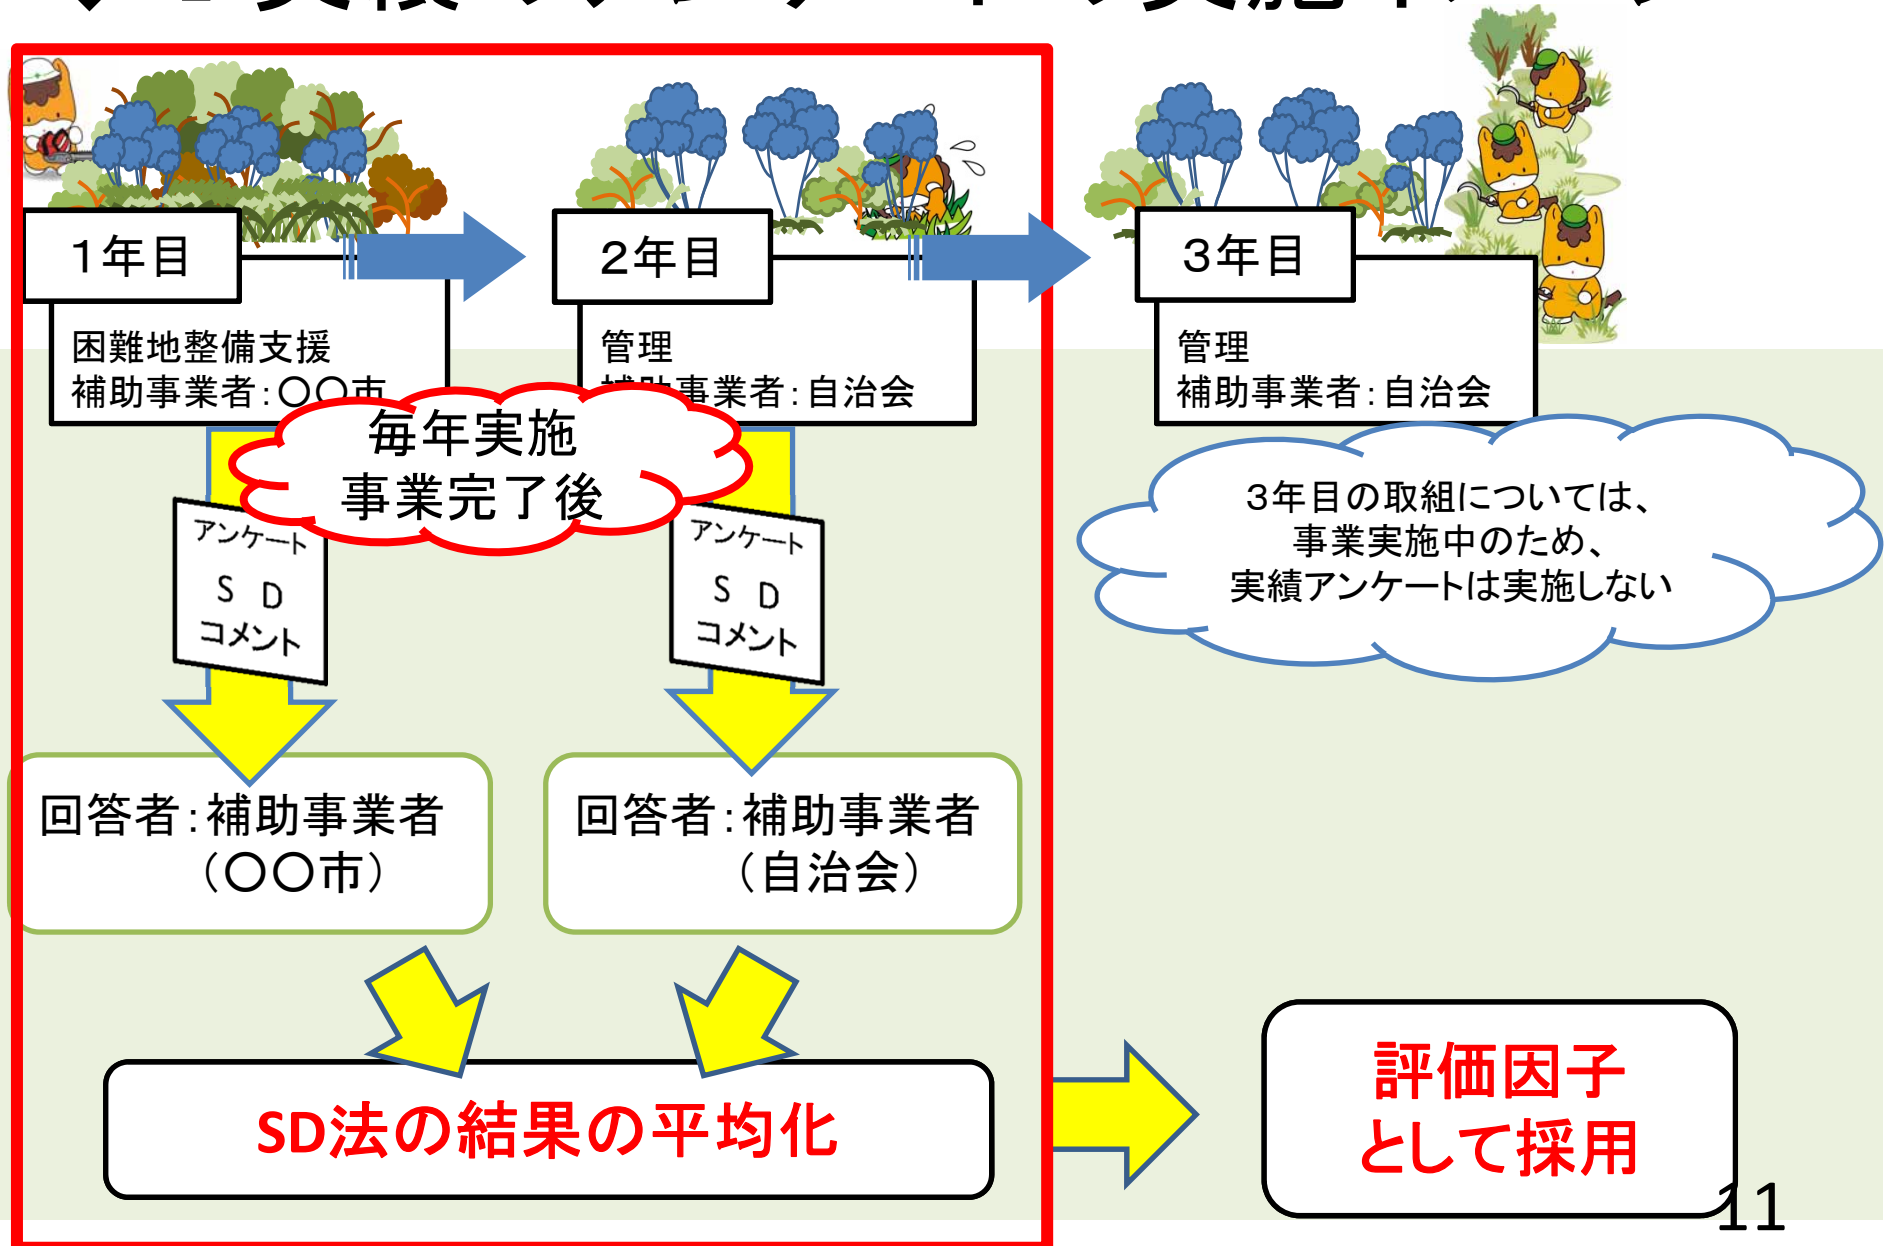 1年目
困難地整備支援
補助事業者:〇〇市
2年目
管理
補助事業者:自治会
3年目
管理
補助事業者:自治会
毎年実施
事業完了後
アンケート
S D
コメント
アンケート
S D
コメント
3年目の取組については、
事業実施中のため、
実績アンケートは実施しない
回答者:補助事業者
(〇〇市)
回答者:補助事業者
(自治会)
SD法の結果の平均化
評価因子
として採用
11